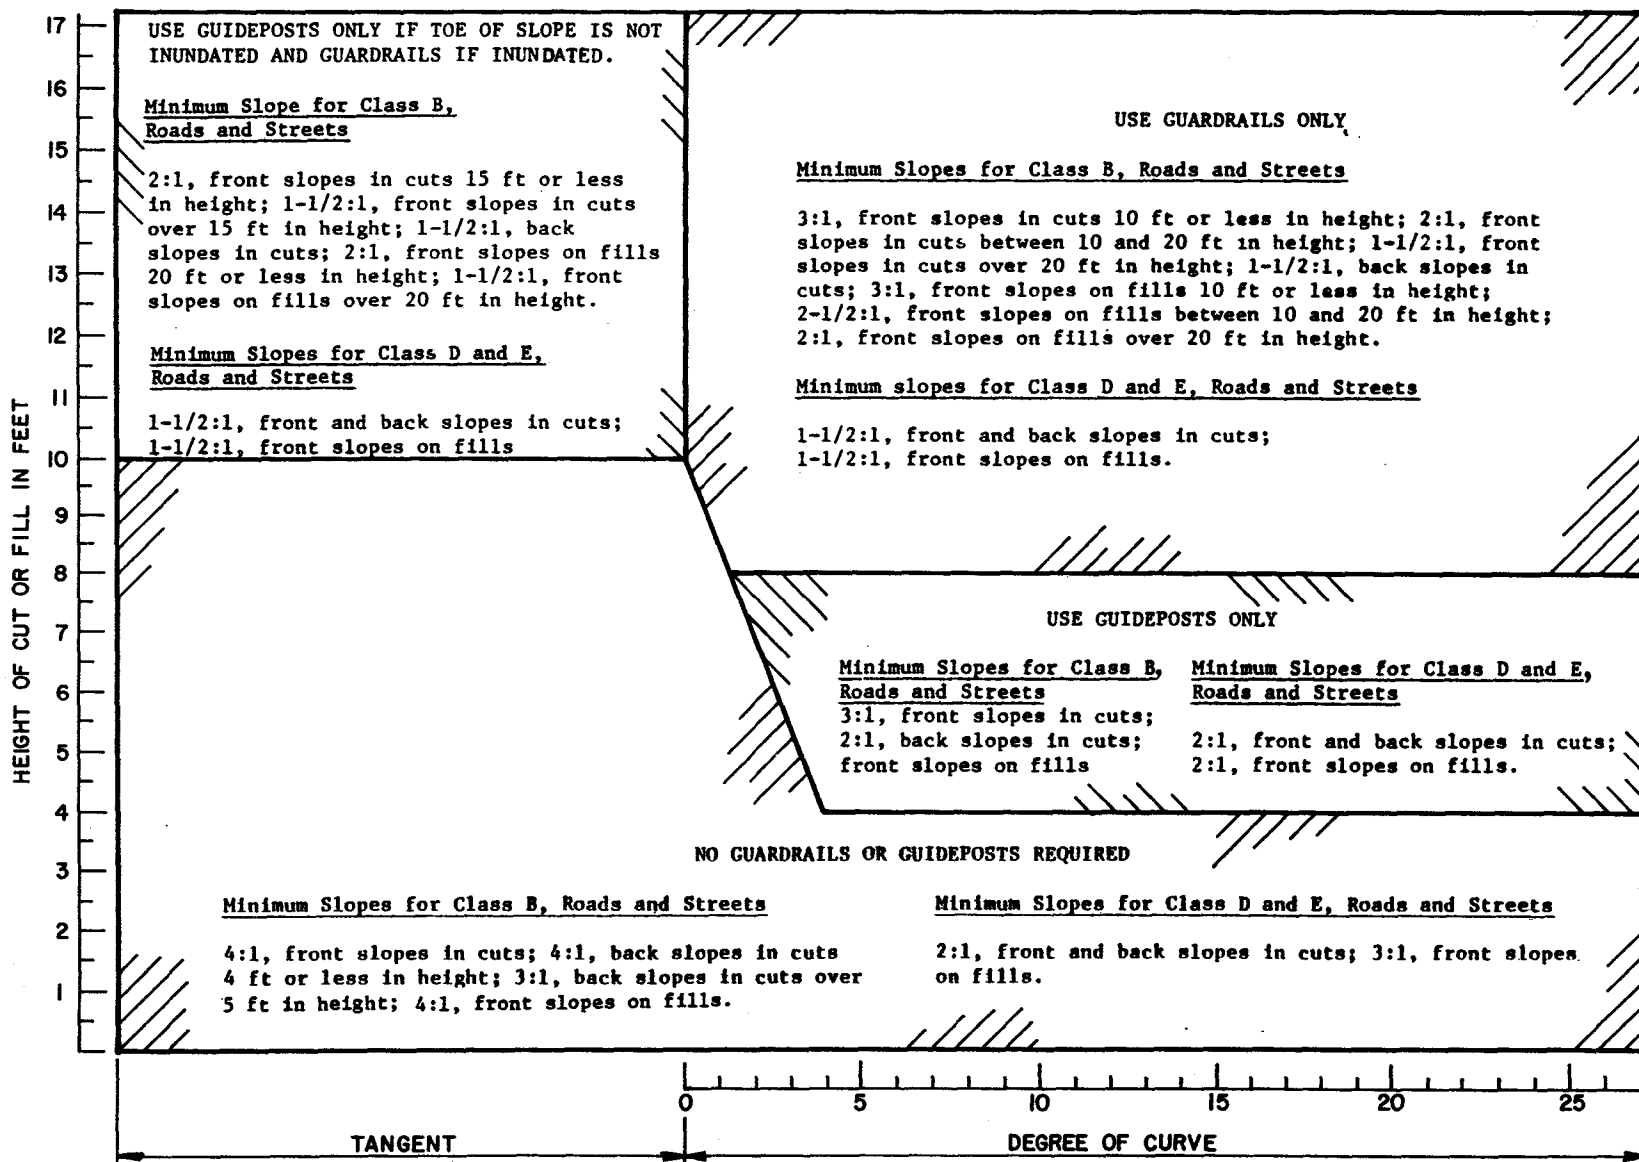 17
16
15
14
13
12
11
10
9
8
7
6
5
4
3
2
1
HEIGHT OF CUT OR FILL IN FEET
USE GUIDEPOSTS ONLY IF TOE OF SLOPE IS NOT
INUNDATED AND GUARDRAILS IF INUNDATED.
Minimum Slope for Class B,
Roads and Streets
2:1, front slopes in cuts 15 ft or less
in height; 1-1/2:1, front slopes in cuts
over 15 ft in height; 1-1/2:1, back
slopes in cuts; 2:1, front slopes on fills
20 ft or less in height; 1-1/2:1, front
slopes on fills over 20 ft in height.
Minimum Slopes for Class D and E,
Roads and Streets
1-1/2:1, front and back slopes in cuts;
1-1/2:1, front slopes on fills
USE GUARDRAILS ONLY
Minimum Slopes for Class B, Roads and Streets
3:1, front slopes in cuts 10 ft or less in height; 2:1, front
slopes in cuts between 10 and 20 ft in height; 1-1/2:1, front
slopes in cuts over 20 ft in height; 1-1/2:1, back slopes in
cuts; 3:1, front slopes on fills 10 ft or less in height;
2-1/2:1, front slopes on fills between 10 and 20 ft in height;
2:1, front slopes on fills over 20 ft in height.
Minimum slopes for Class D and E, Roads and Streets
1-1/2:1, front and back slopes in cuts;
1-1/2:1, front slopes on fills.
USE GUIDEPOSTS ONLY
Minimum Slopes for Class B,
Roads and Streets
3:1, front slopes in cuts;
2:1, back slopes in cuts;
front slopes on fills
Minimum Slopes for Class D and E,
Roads and Streets
2:1, front and back slopes in cuts;
2:1, front slopes on fills.
NO GUARDRAILS OR GUIDEPOSTS REQUIRED
Minimum Slopes for Class B, Roads and Streets
4:1, front slopes in cuts; 4:1, back slopes in cuts
4 ft or less in height; 3:1, back slopes in cuts over
5 ft in height; 4:1, front slopes on fills.
Minimum Slopes for Class D and E, Roads and Streets
2:1, front and back slopes in cuts; 3:1, front slopes
on fills.
0 5 10 15 20 25
TANGENT
DEGREE OF CURVE